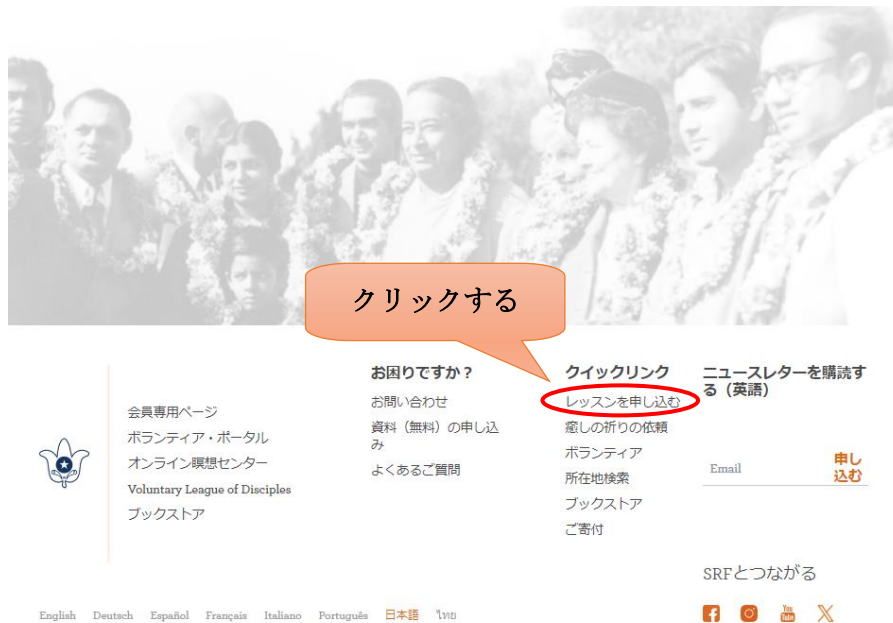 クリックする
会員専用ページ
ボランティア・ポータル
オンライン瞑想センター
Voluntary League of Disciples
ブックストア
お困りですか？
お問い合わせ
資料（無料）の申し込
み
よくあるご質問
クイックリンク
レッスンを申し込む
癒しの祈りの依頼
ボランティア
所在地検索
ブックストア
ご寄付
ニュースレターを購読す
る（英語）
Email
申し
込む
SRFとつながる
You
Tube
English Deutsch Español Français Italiano Português 日本語 ไทย